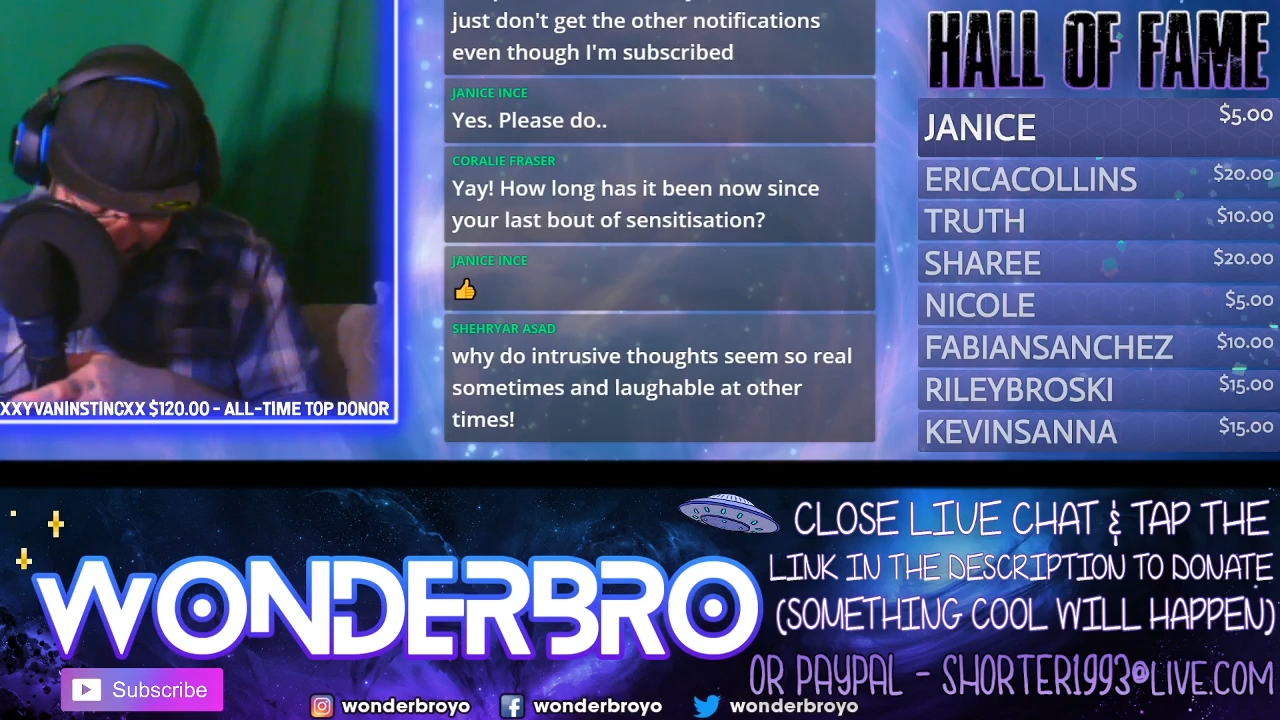 just don't get the other notifications
even though I'm subscribed
JANICE INCE
Yes. Please do..
CORALIE FRASER
Yay! How long has it been now since
your last bout of sensitisation?
JANICE INCE
👍
SHEHRYAR ASAD
why do intrusive thoughts seem so real
sometimes and laughable at other
times!
XXYVANINSTINCXX $120.00 - ALL-TIME TOP DONOR
HALL OF FAME
JANICE $5.00
ERICACOLLINS $20.00
TRUTH $10.00
SHAREE $20.00
NICOLE $5.00
FABIANSANCHEZ $10.00
RILEYBROSKI $15.00
KEVINSANNA $15.00
WONDERBRO
Subscribe
wonderbroyo wonderbroyo wonderbroyo
CLOSE LIVE CHAT & TAP THE
LINK IN THE DESCRIPTION TO DONATE
(SOMETHING COOL WILL HAPPEN)
OR PAYPAL - SHORTER1993@LIVE.COM